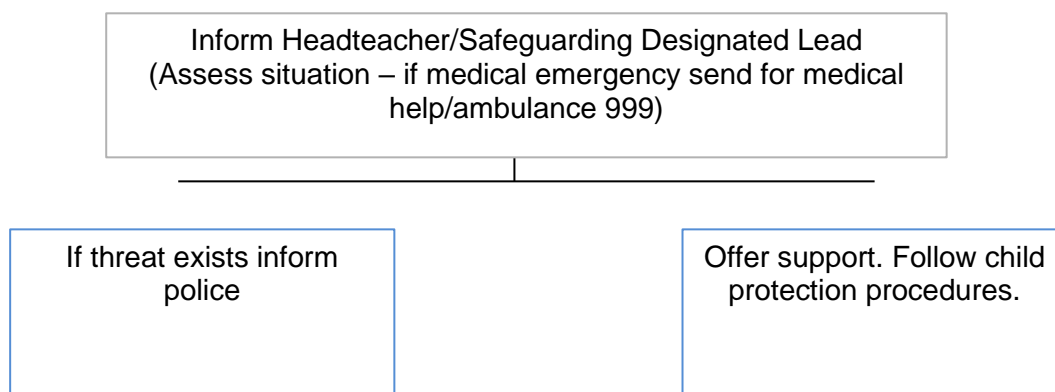 Inform Headteacher/Safeguarding Designated Lead
(Assess situation – if medical emergency send for medical
help/ambulance 999)
If threat exists inform
police
Offer support. Follow child
protection procedures.